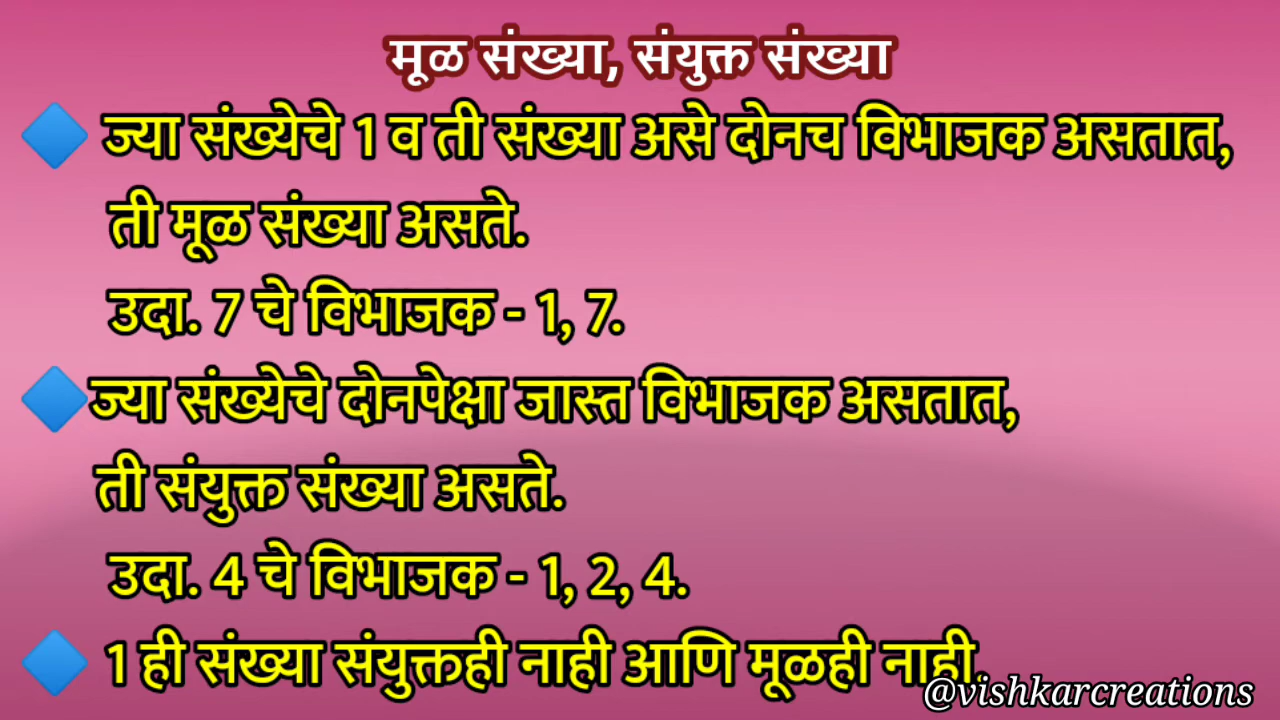 मूळ संख्या, संयुक्त संख्या
ज्या संख्येचे 1 व ती संख्या असे दोनच विभाजक असतात,
ती मूळ संख्या असते.
उदा. 7 चे विभाजक - 1, 7.
ज्या संख्येचे दोनपेक्षा जास्त विभाजक असतात,
ती संयुक्त संख्या असते.
उदा. 4 चे विभाजक - 1, 2, 4.
1 ही संख्या संयुक्तही नाही आणि मूळही नाही.
@vishkarcreations